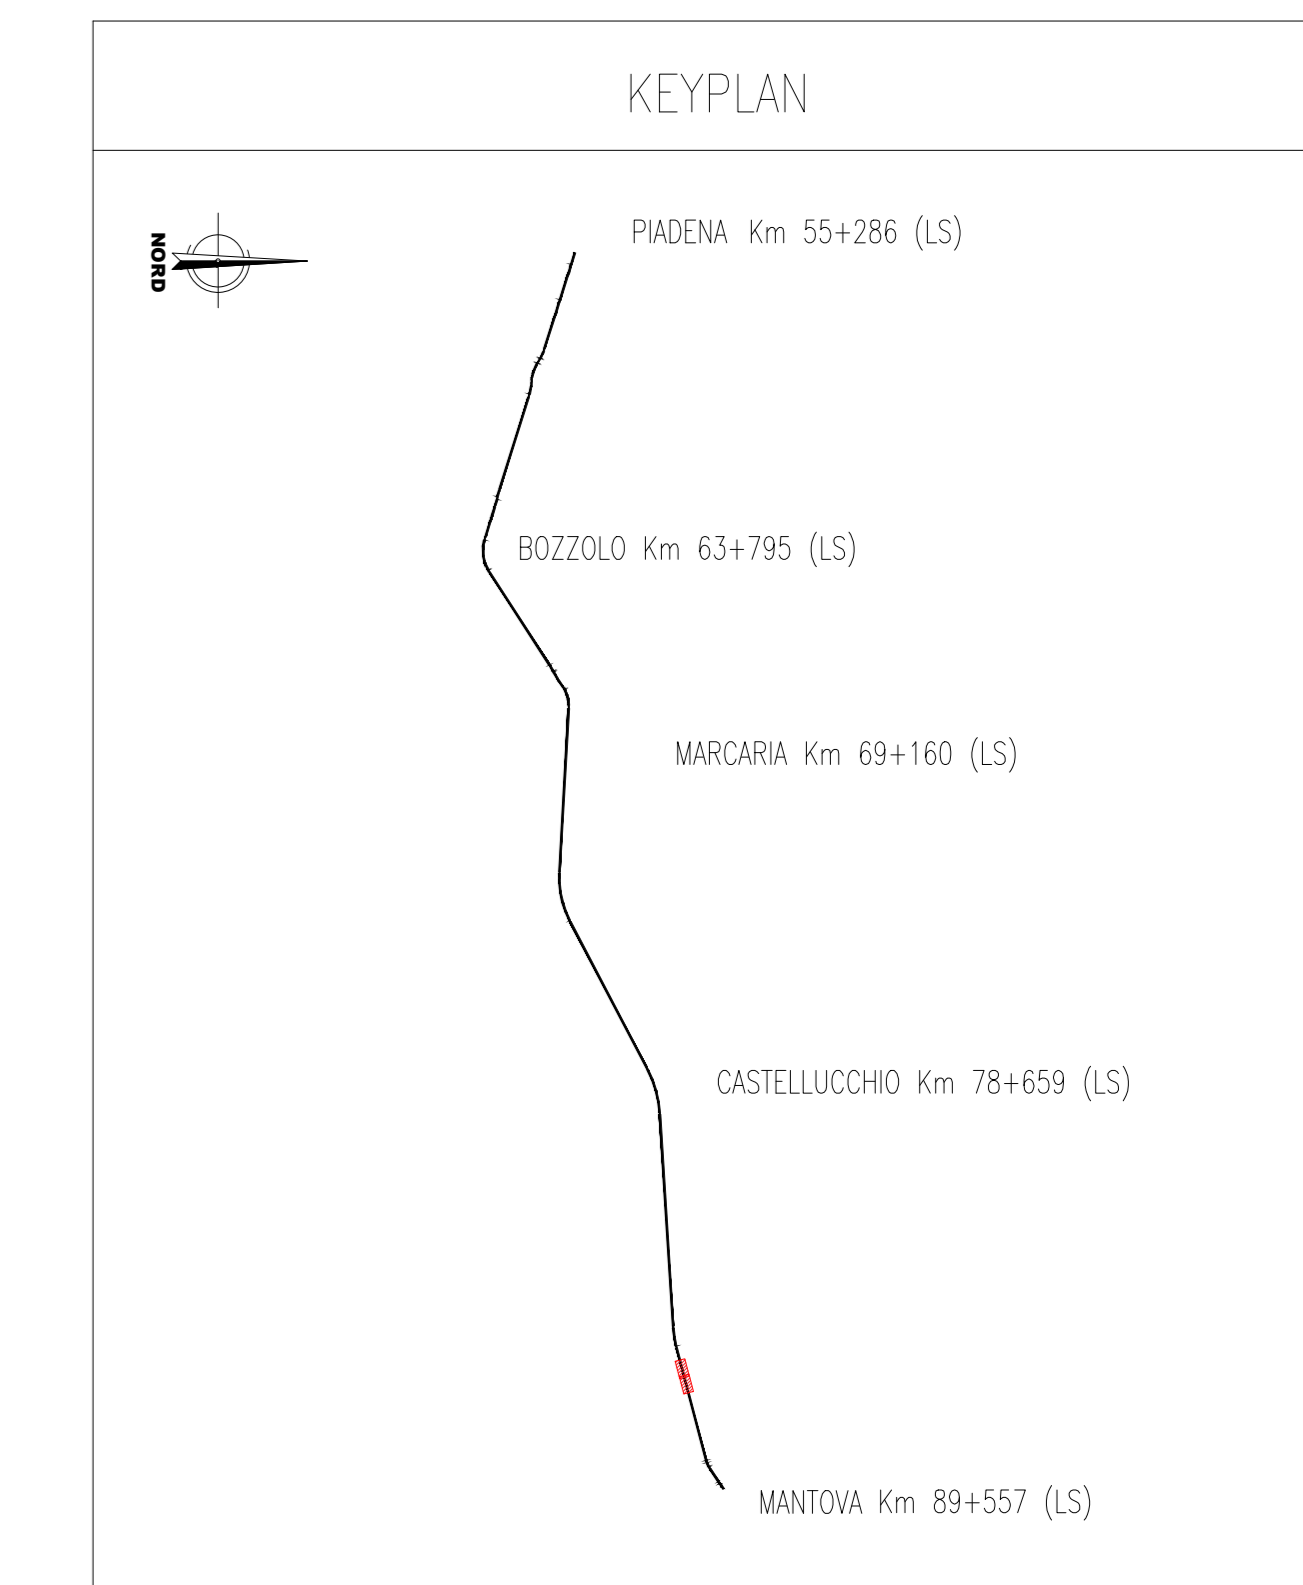 KEYPLAN
NORD
PIADENA Km 55+286 (LS)
BOZZOLO Km 63+795 (LS)
MARCARIA Km 69+160 (LS)
CASTELLUCCHIO Km 78+659 (LS)
MANTOVA Km 89+557 (LS)